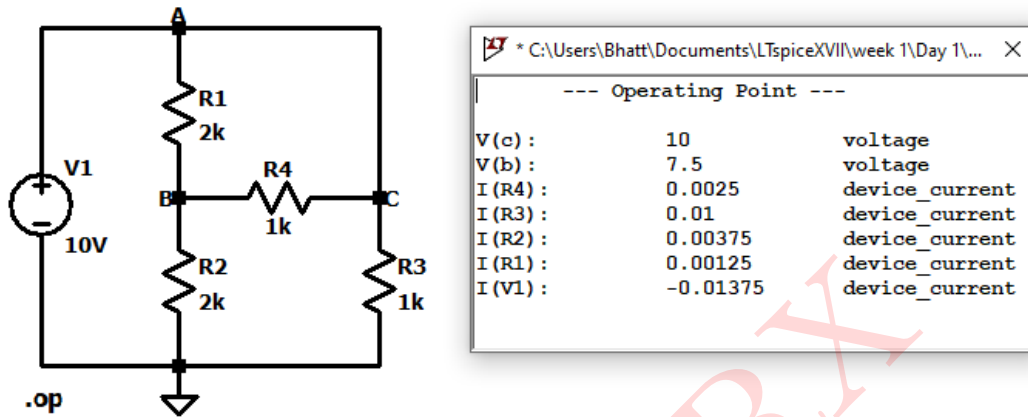 A
R1
2k
V1
R4
B
C
1k
10V
R2
2k
R3
1k
.op
* C:\Users\Bhatt\Documents\LTspiceXVII\week 1\Day 1\...
--- Operating Point ---
V(c): 10 voltage
V(b): 7.5 voltage
I(R4): 0.0025 device_current
I(R3): 0.01 device_current
I(R2): 0.00375 device_current
I(R1): 0.00125 device_current
I(V1): -0.01375 device_current